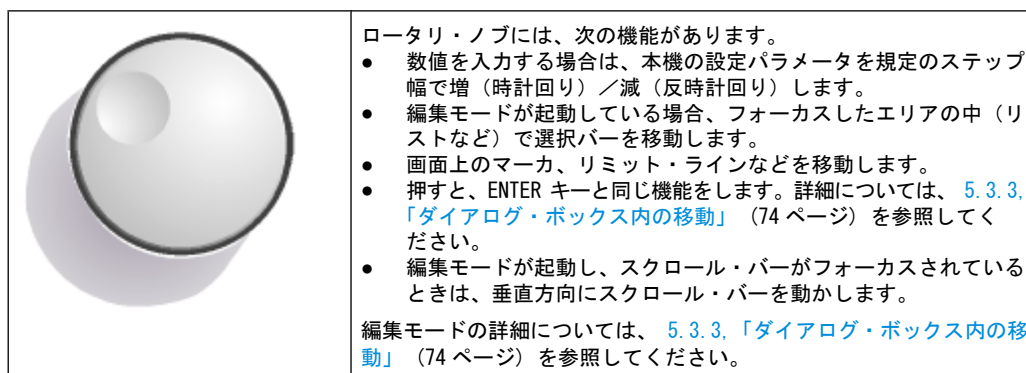 ロータリ・ノブには、次の機能があります。
● 数値を入力する場合は、本機の設定パラメータを規定のステップ
幅で増（時計回り）／減（反時計回り）します。
● 編集モードが起動している場合、フォーカスしたエリアの中（リ
ストなど）で選択バーを移動します。
● 画面上のマーカ、リミット・ラインなどを移動します。
● 押すと、ENTER キーと同じ機能をします。詳細については、 5.3.3,
「ダイアログ・ボックス内の移動」 （74 ページ）を参照してく
ださい。
● 編集モードが起動し、スクロール・バーがフォーカスされている
ときは、垂直方向にスクロール・バーを動かします。
編集モードの詳細については、 5.3.3,「ダイアログ・ボックス内の移
動」 （74 ページ）を参照してください。